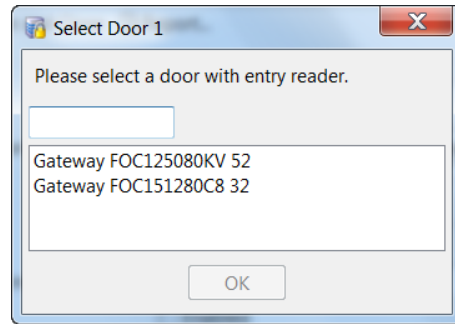 Select Door 1
Please select a door with entry reader.
Gateway FOC125080KV 52
Gateway FOC151280C8 32
OK